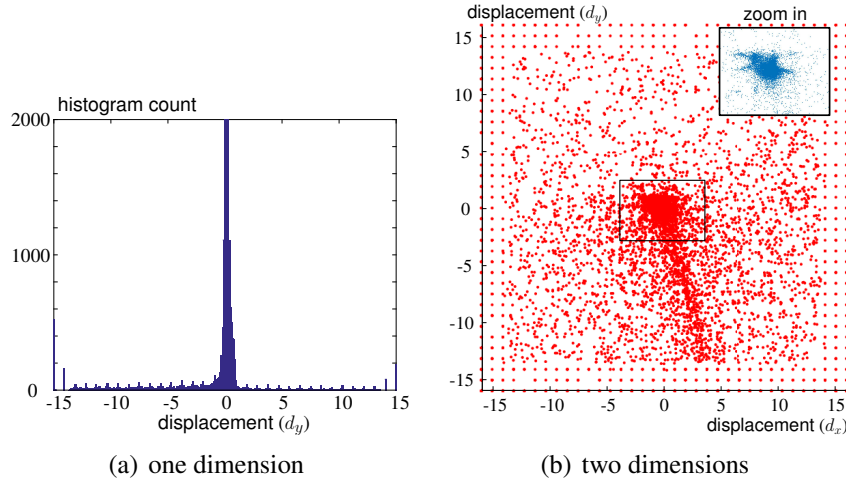 histogram count
2000
1000
0
-15 -10 -5 0 5 10 15
displacement (d_y)
(a) one dimension
displacement (d_y)
zoom in
15
10
5
0
-5
-10
-15
-15 -10 -5 0 5 10 15
displacement (d_x)
(b) two dimensions